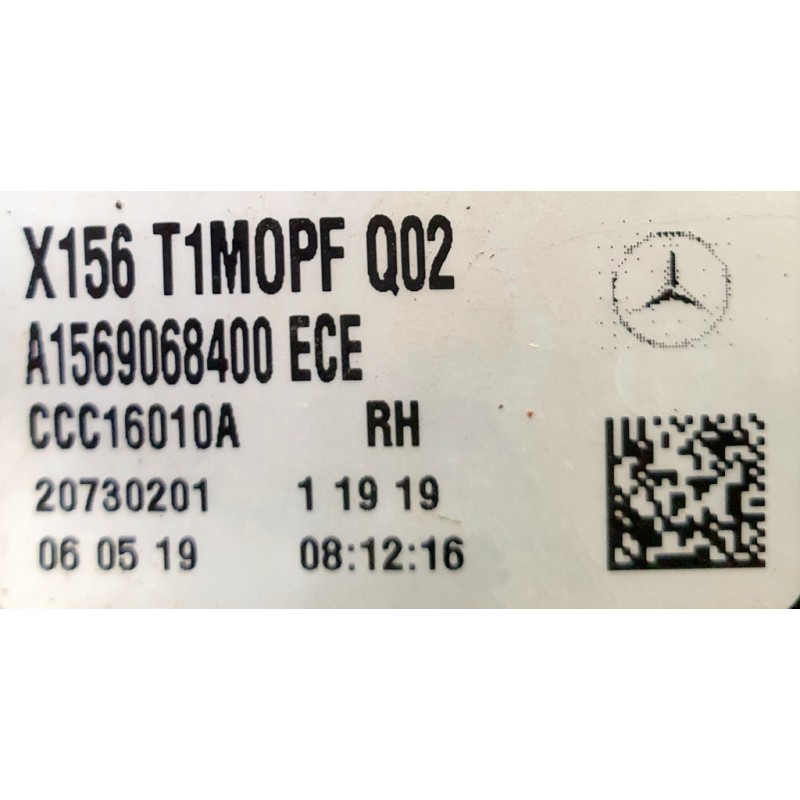 X156 T1MOPF Q02
A1569068400 ECE
CCC16010A RH
20730201 1 19 19
06 05 19 08:12:16